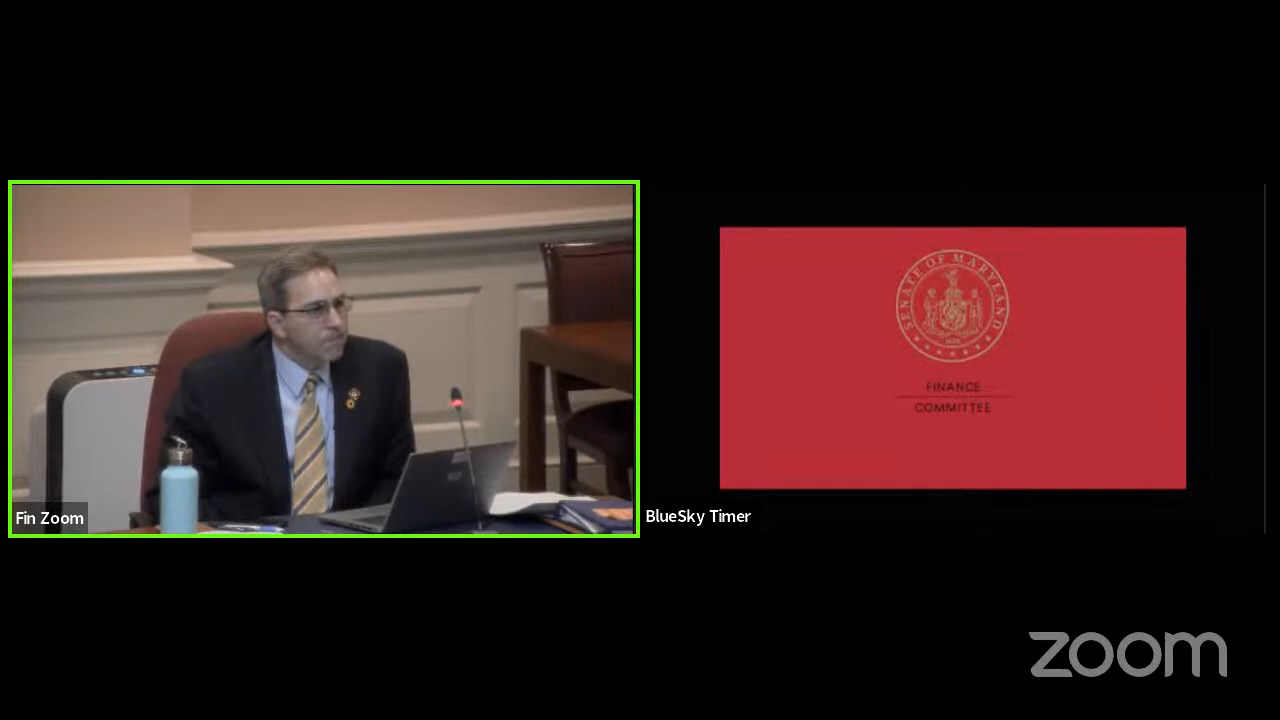 Fin Zoom
SENATE OF MARYLAND
FINANCE
COMMITTEE
BlueSky Timer
zoom